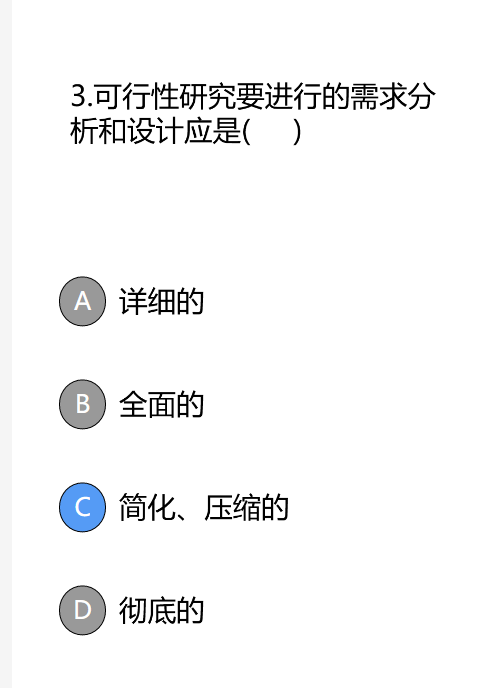 3.可行性研究要进行的需求分
析和设计应是(      )
A 详细的
B 全面的
C 简化、压缩的
D 彻底的